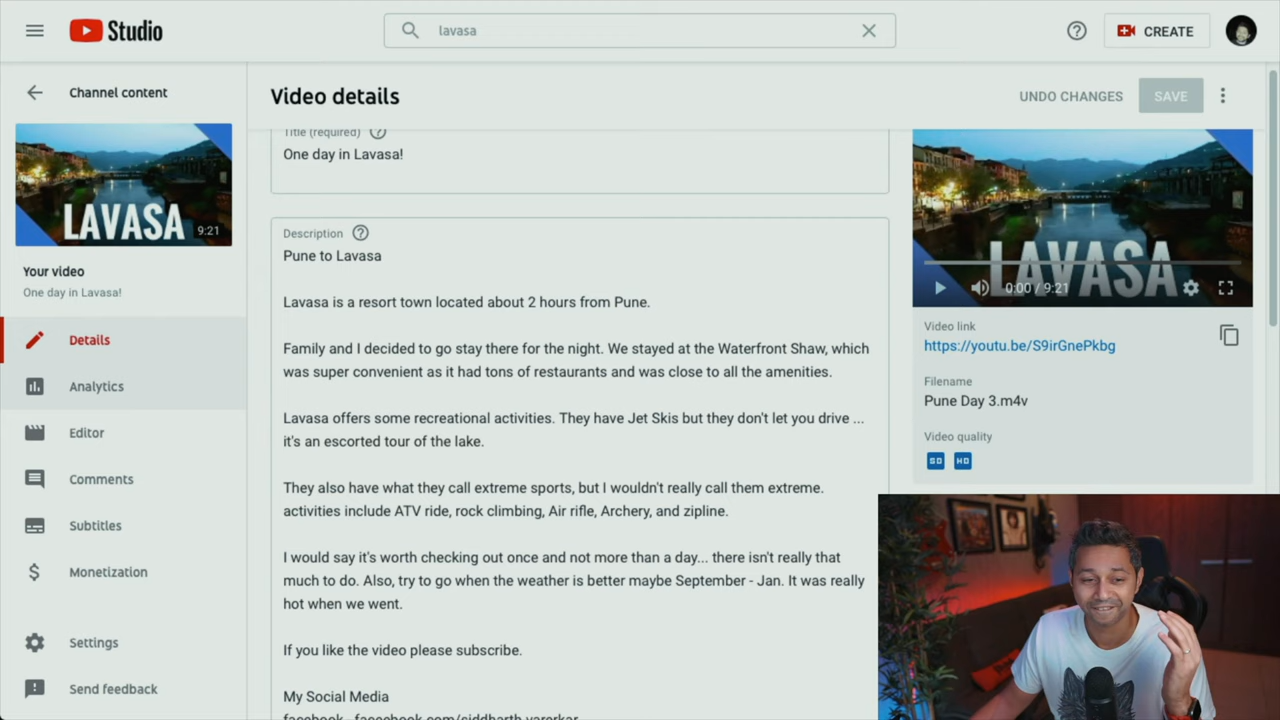 Studio
lavasa
CREATE
Channel content
Video details
UNDO CHANGES
SAVE
LAVASA
9:21
Your video
One day in Lavasa!
Details
Analytics
Editor
Comments
Subtitles
Monetization
Settings
Send feedback
Title (required)
One day in Lavasa!
Description
Pune to Lavasa
Lavasa is a resort town located about 2 hours from Pune.
Family and I decided to go stay there for the night. We stayed at the Waterfront Shaw, which
was super convenient as it had tons of restaurants and was close to all the amenities.
Lavasa offers some recreational activities. They have Jet Skis but they don't let you drive ...
it's an escorted tour of the lake.
They also have what they call extreme sports, but I wouldn't really call them extreme.
activities include ATV ride, rock climbing, Air rifle, Archery, and zipline.
I would say it's worth checking out once and not more than a day... there isn't really that
much to do. Also, try to go when the weather is better maybe September - Jan. It was really
hot when we went.
If you like the video please subscribe.
My Social Media
facebook - facebook.com/siddharth.varerkar
LAVASA
0:00 / 9:21
Video link
https://youtu.be/S9irGnePkbg
Filename
Pune Day 3.m4v
Video quality
SD HD